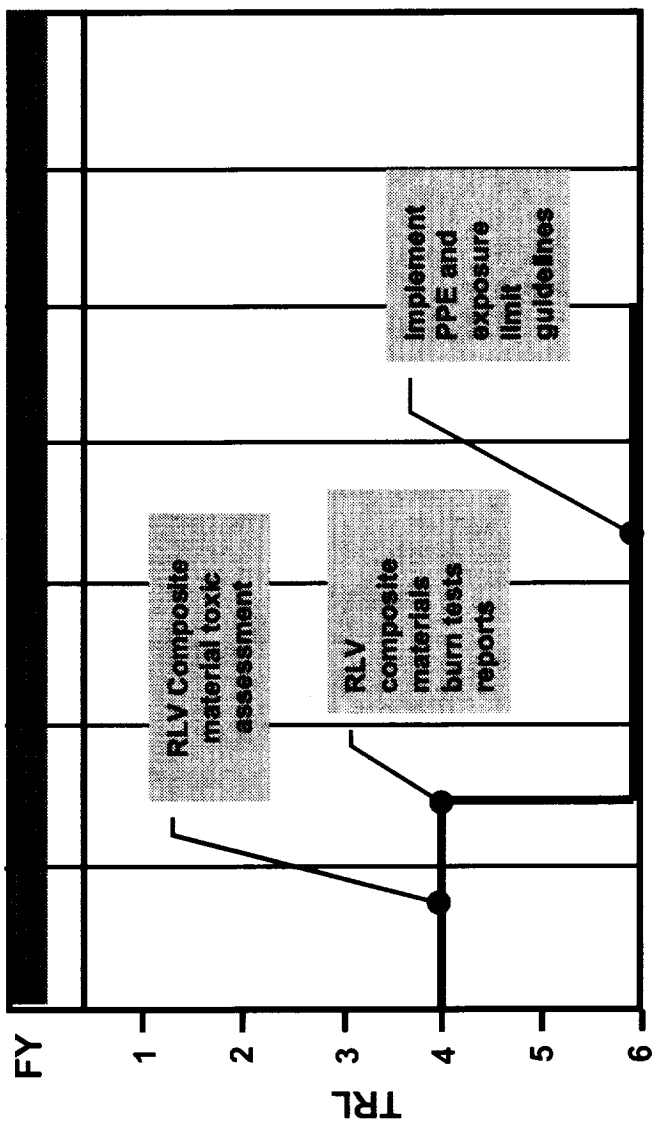 FY
1
2
3
4
5
6
TRL
RLV Composite
material toxic
assessment
RLV
composite
materials
burn tests
reports
Implement
PPE and
exposure
limit
guidelines